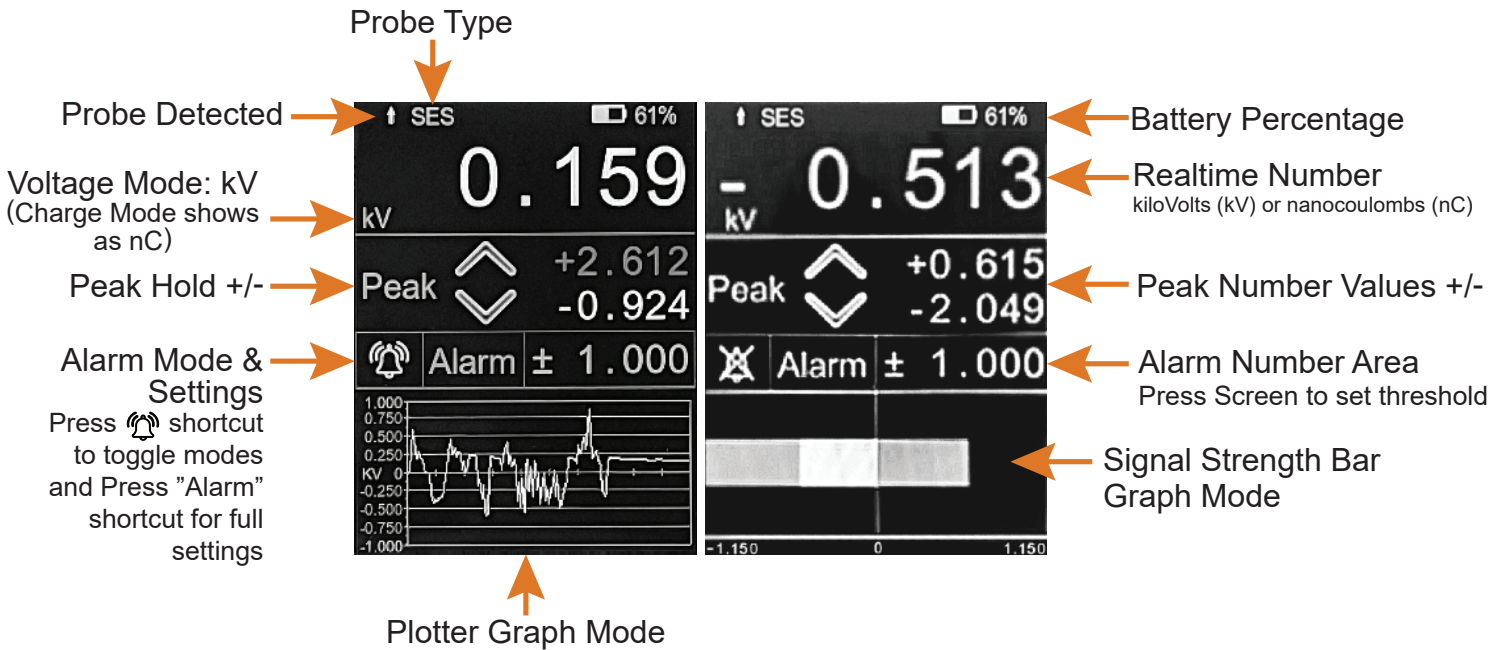 Probe Type
Probe Detected
Voltage Mode: kV
(Charge Mode shows
as nC)
Peak Hold +/-
Alarm Mode &
Settings
Press shortcut
to toggle modes
and Press ”Alarm”
shortcut for full
settings
SES 61%
0.159
kV
Peak
+2.612
-0.924
Alarm ± 1.000
1.000
0.750
0.500
0.250
KV 0
-0.250
-0.500
-0.750
-1.000
Plotter Graph Mode
SES 61%
- 0.513
kV
Peak
+0.615
-2.049
Alarm ± 1.000
-1.150 0 1.150
Battery Percentage
Realtime Number
kiloVolts (kV) or nanocoulombs (nC)
Peak Number Values +/-
Alarm Number Area
Press Screen to set threshold
Signal Strength Bar
Graph Mode